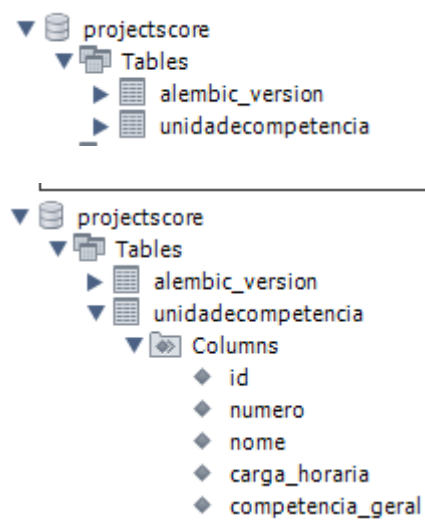 projectscore
Tables
alembic_version
unidadecompetencia
projectscore
Tables
alembic_version
unidadecompetencia
Columns
id
numero
nome
carga_horaria
competencia_geral